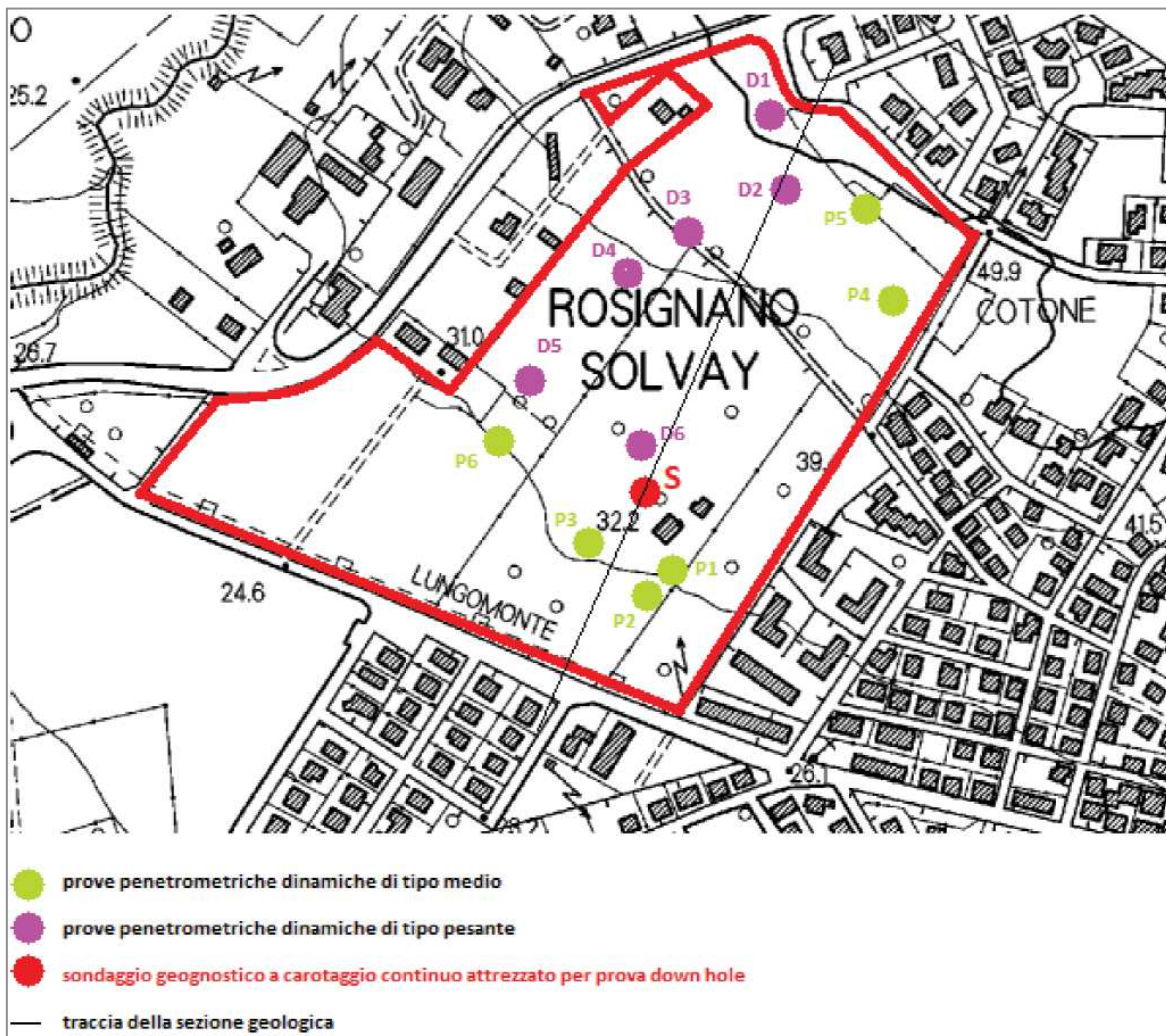 O
25.2
D1
D2
P5
D3
D4
49.9
P4
ROSIGNANO
COTONE
31.0
26.7
D5
SOLVAY
D6
P6
39.
S
P3
32.2
41.5
P1
LUNGOMONTE
P2
24.6
26.1
prove penetrometriche dinamiche di tipo medio
prove penetrometriche dinamiche di tipo pesante
sondaggio geognostico a carotaggio continuo attrezzato per prova down hole
traccia della sezione geologica